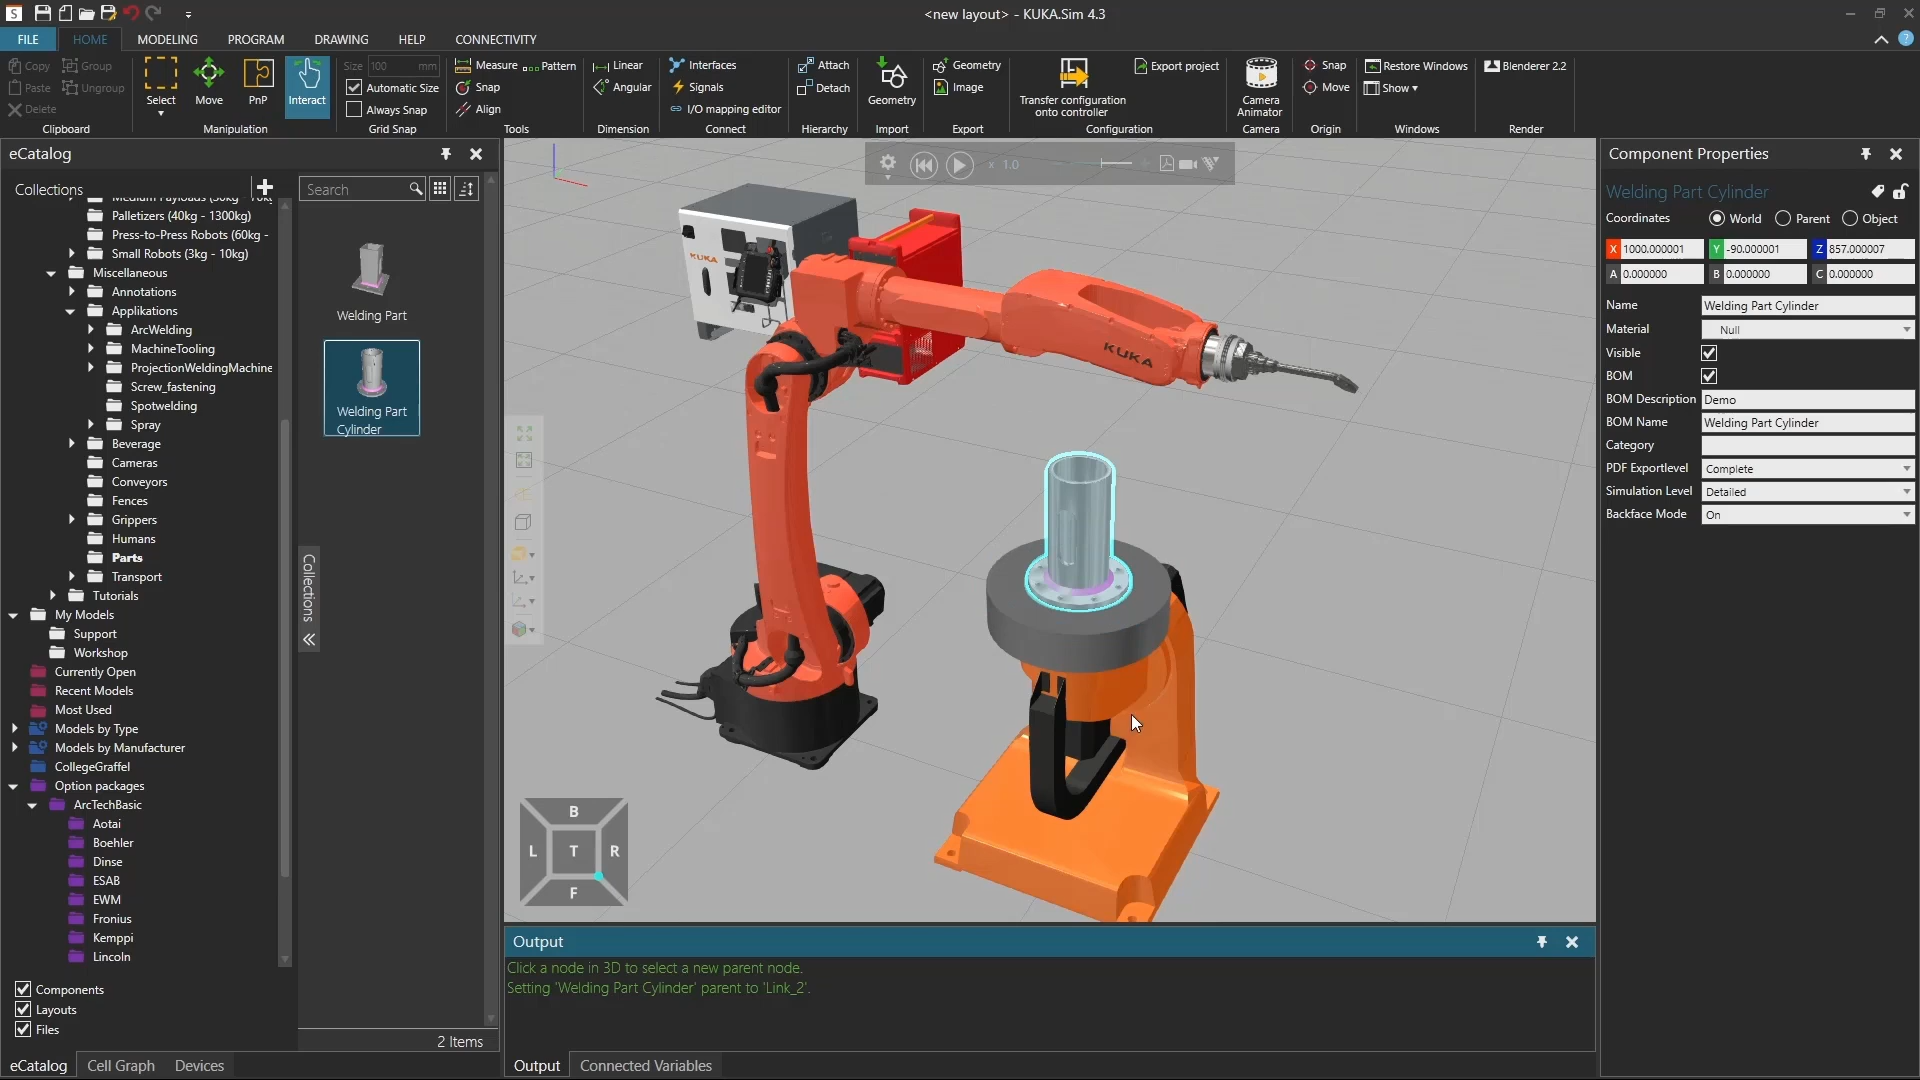 <new layout> - KUKA.Sim 4.3
FILE HOME MODELING PROGRAM DRAWING HELP CONNECTIVITY
Copy Group
Paste Ungroup
Delete
Clipboard
Select Move PnP Interact
Manipulation
Size 100 mm
Automatic Size
Always Snap
Grid Snap
Measure Pattern
Snap
Align
Tools
Linear
Angular
Dimension
Interfaces
Signals
I/O mapping editor
Connect
Attach
Detach
Hierarchy
Geometry
Import
Geometry
Image
Export
Transfer configuration
onto controller
Export project
Configuration
Camera
Animator
Camera
Snap
Move
Origin
Restore Windows
Show
Windows
Blenderer 2.2
Render
eCatalog
Collections
Medium Payloads (30kg - 70kg
Palletizers (40kg - 1300kg)
Press-to-Press Robots (60kg -
Small Robots (3kg - 10kg)
Miscellaneous
Annotations
Applikations
ArcWelding
MachineTooling
ProjectionWeldingMachine
Screw_fastening
Spotwelding
Spray
Beverage
Cameras
Conveyors
Fences
Grippers
Humans
Parts
Transport
Tutorials
My Models
Support
Workshop
Currently Open
Recent Models
Most Used
Models by Type
Models by Manufacturer
CollegeGraffel
Option packages
ArcTechBasic
Aotai
Boehler
Dinse
ESAB
EWM
Fronius
Kemppi
Lincoln
Components
Layouts
Files
Search
Welding Part
Welding Part
Cylinder
Collections
2 Items
eCatalog Cell Graph Devices
x 1.0
KUKA
KUKA
B
L T R
F
Output
Click a node in 3D to select a new parent node.
Setting 'Welding Part Cylinder' parent to 'Link_2'.
Output Connected Variables
Component Properties
Welding Part Cylinder
Coordinates World Parent Object
X 1000.000001 Y -90.000001 Z 857.000007
A 0.000000 B 0.000000 C 0.000000
Name Welding Part Cylinder
Material Null
Visible
BOM
BOM Description Demo
BOM Name Welding Part Cylinder
Category
PDF Exportlevel Complete
Simulation Level Detailed
Backface Mode On